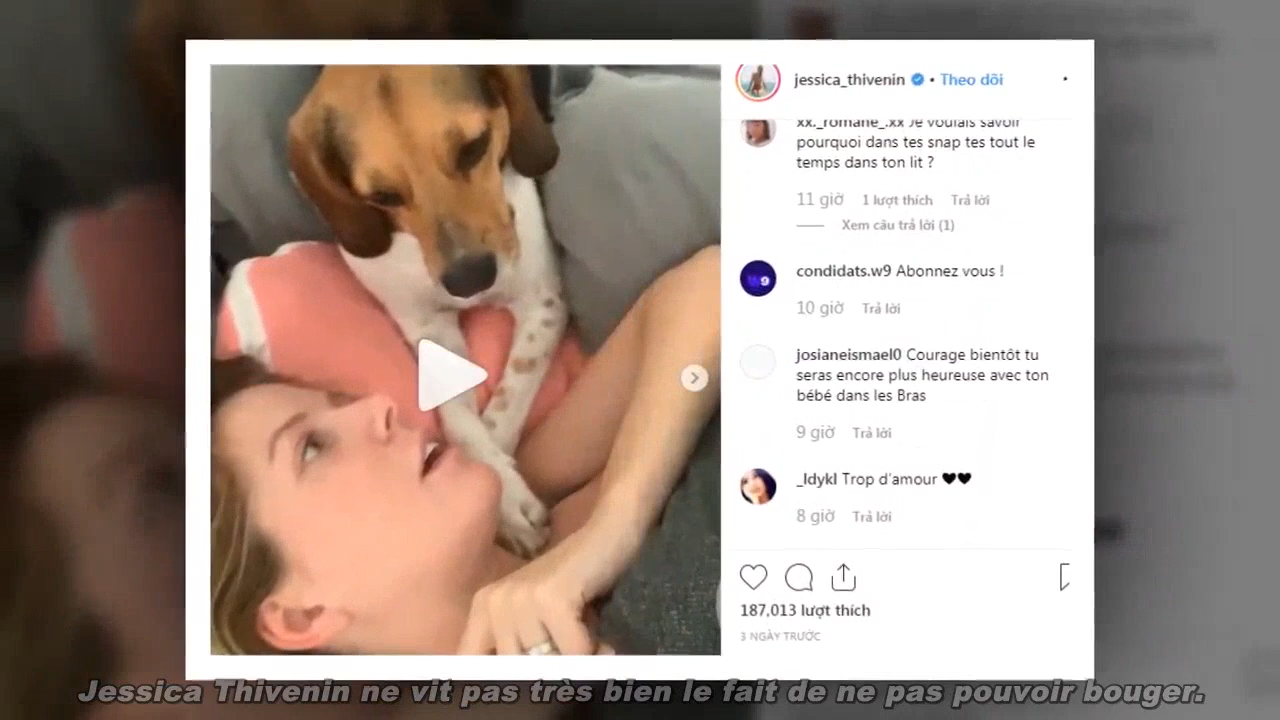 jessica_thivenin • Theo dõi
xx._romane_.xx Je voulais savoir
pourquoi dans tes snap tes tout le
temps dans ton lit ?
11 giờ 1 lượt thích Trả lời
Xem câu trả lời (1)
W9
condidats.w9 Abonnez vous !
10 giờ Trả lời
josianeismael0 Courage bientôt tu
seras encore plus heureuse avec ton
bébé dans les Bras
9 giờ Trả lời
_ldykl Trop d'amour 🖤🖤
8 giờ Trả lời
187,013 lượt thích
3 NGÀY TRƯỚC
Jessica Thivenin ne vit pas très bien le fait de ne pas pouvoir bouger.